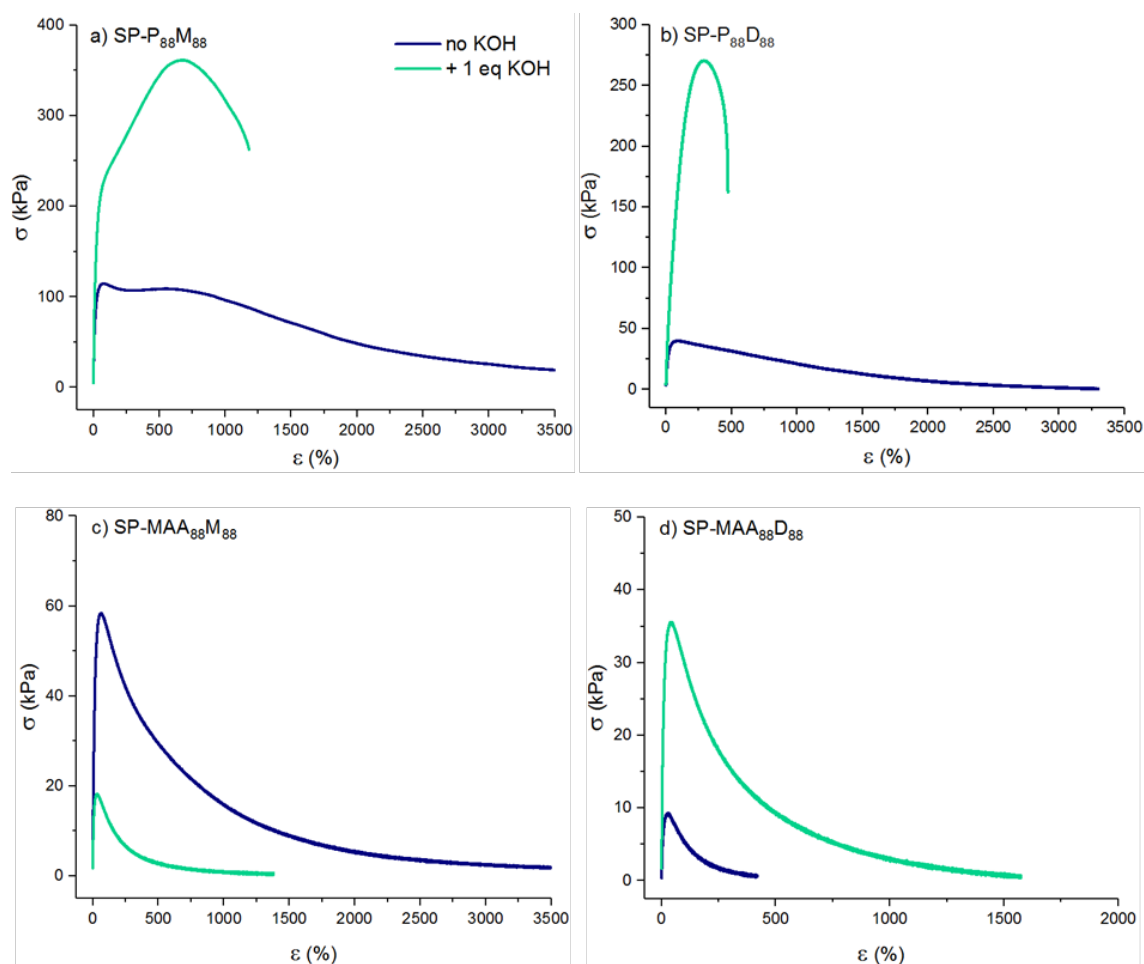 a) SP-P₈₈M₈₈
no KOH
+ 1 eq KOH
400
300
200
100
0
σ (kPa)
0 500 1000 1500 2000 2500 3000 3500
ε (%)
b) SP-P₈₈D₈₈
300
250
200
150
100
50
0
σ (kPa)
0 500 1000 1500 2000 2500 3000 3500
ε (%)
c) SP-MAA₈₈M₈₈
80
60
40
20
0
σ (kPa)
0 500 1000 1500 2000 2500 3000 3500
ε (%)
d) SP-MAA₈₈D₈₈
50
40
30
20
10
0
σ (kPa)
0 500 1000 1500 2000
ε (%)